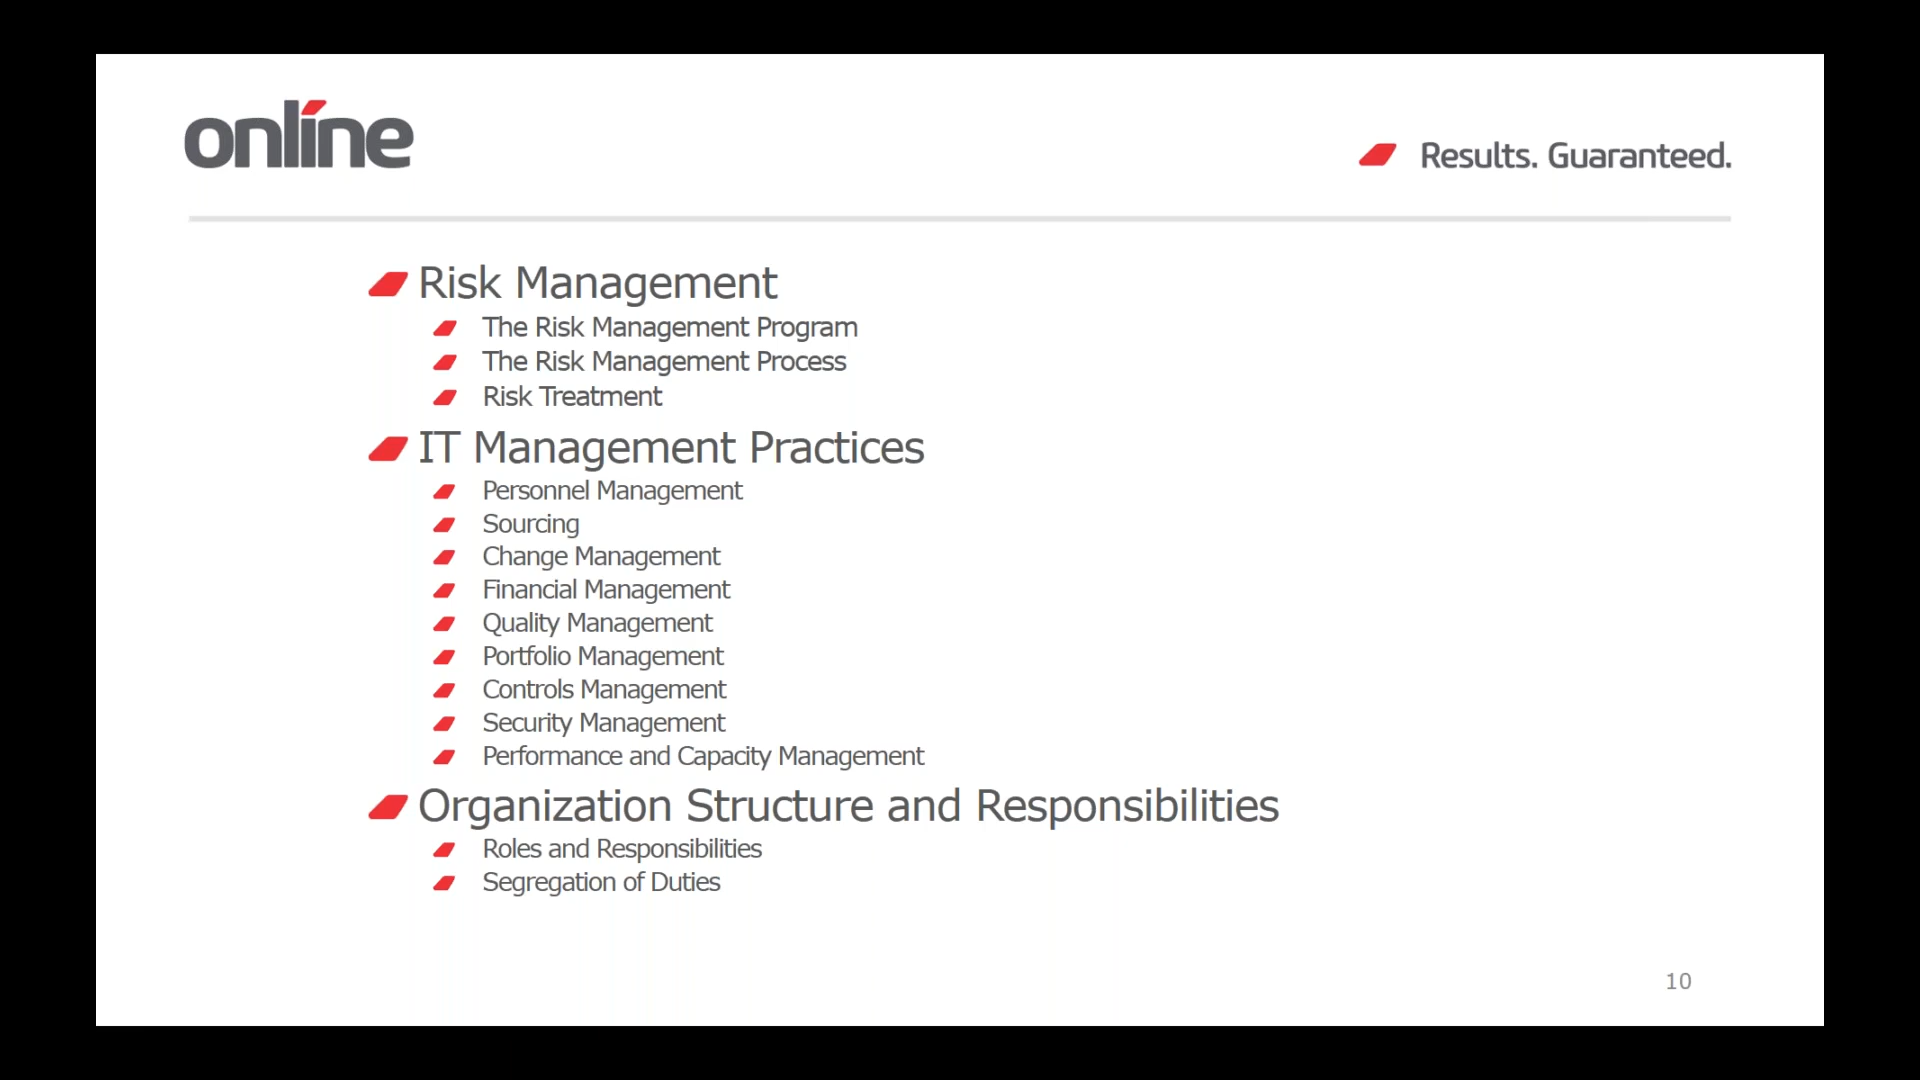 online
Results. Guaranteed.
Risk Management
The Risk Management Program
The Risk Management Process
Risk Treatment
IT Management Practices
Personnel Management
Sourcing
Change Management
Financial Management
Quality Management
Portfolio Management
Controls Management
Security Management
Performance and Capacity Management
Organization Structure and Responsibilities
Roles and Responsibilities
Segregation of Duties
10